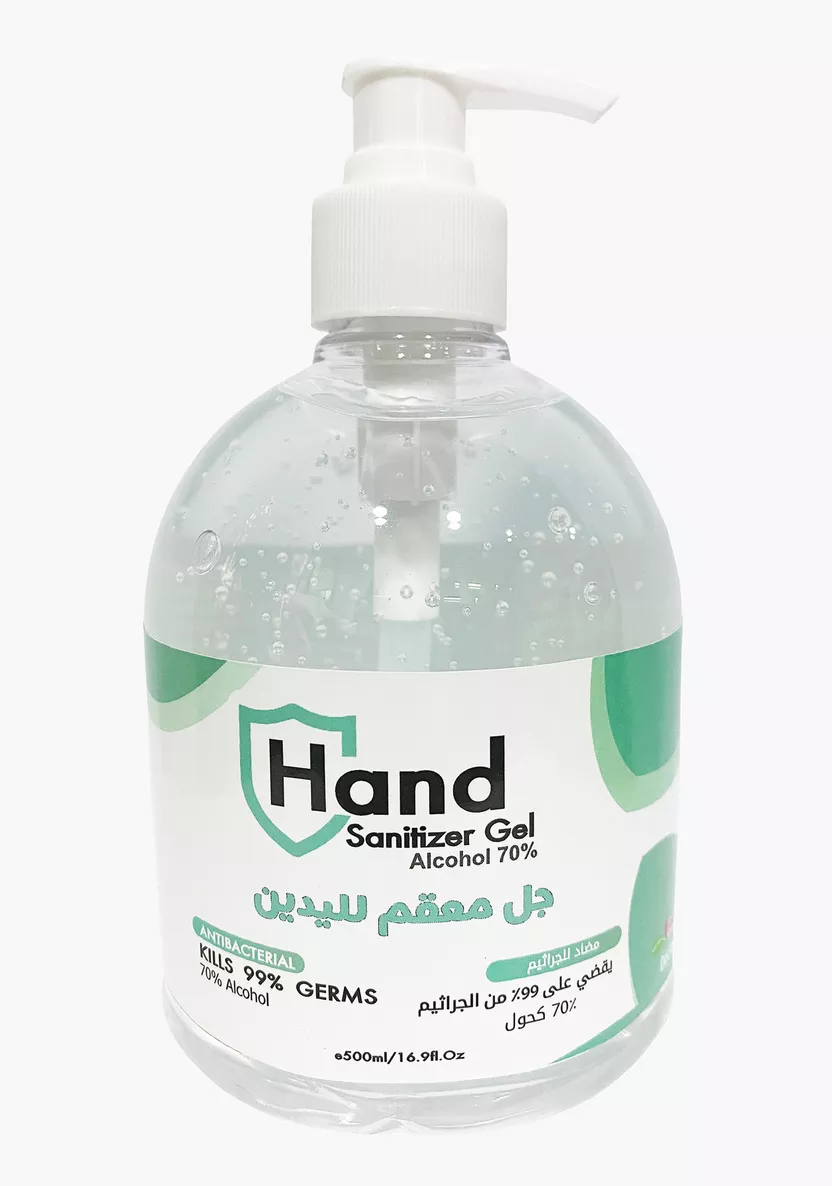 Hand
Sanitizer Gel
Alcohol 70%
جل معقم لليدين
ANTIBACTERIAL
KILLS 99% GERMS
70% Alcohol
مضاد للجراثيم
يقضي على 99٪ من الجراثيم
70٪ كحول
e500ml/16.9fl.Oz